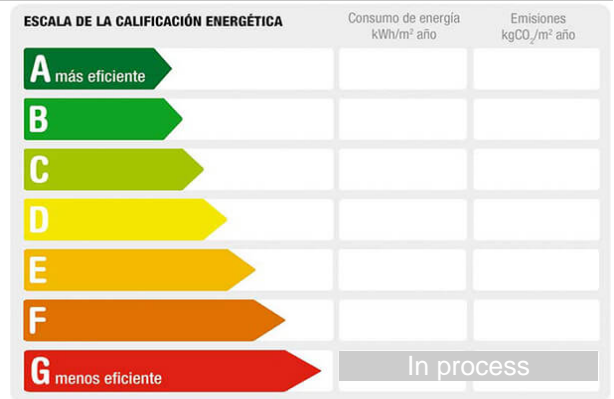 ESCALA DE LA CALIFICACIÓN ENERGÉTICA
Consumo de energía
kWh/m² año
Emisiones
kgCO₂/m² año
A más eficiente
B
C
D
E
F
G menos eficiente
In process